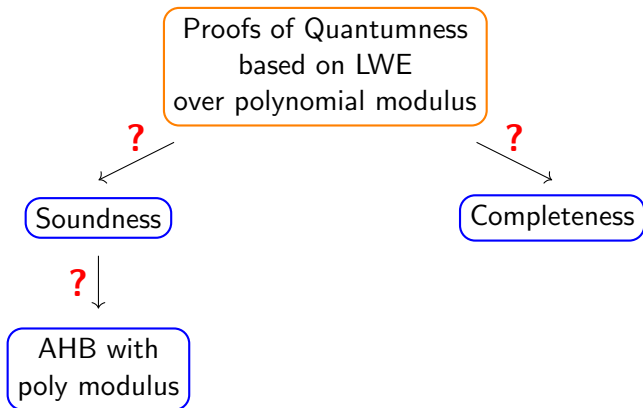 Proofs of Quantumness
based on LWE
over polynomial modulus
?
?
Soundness
Completeness
?
AHB with
poly modulus